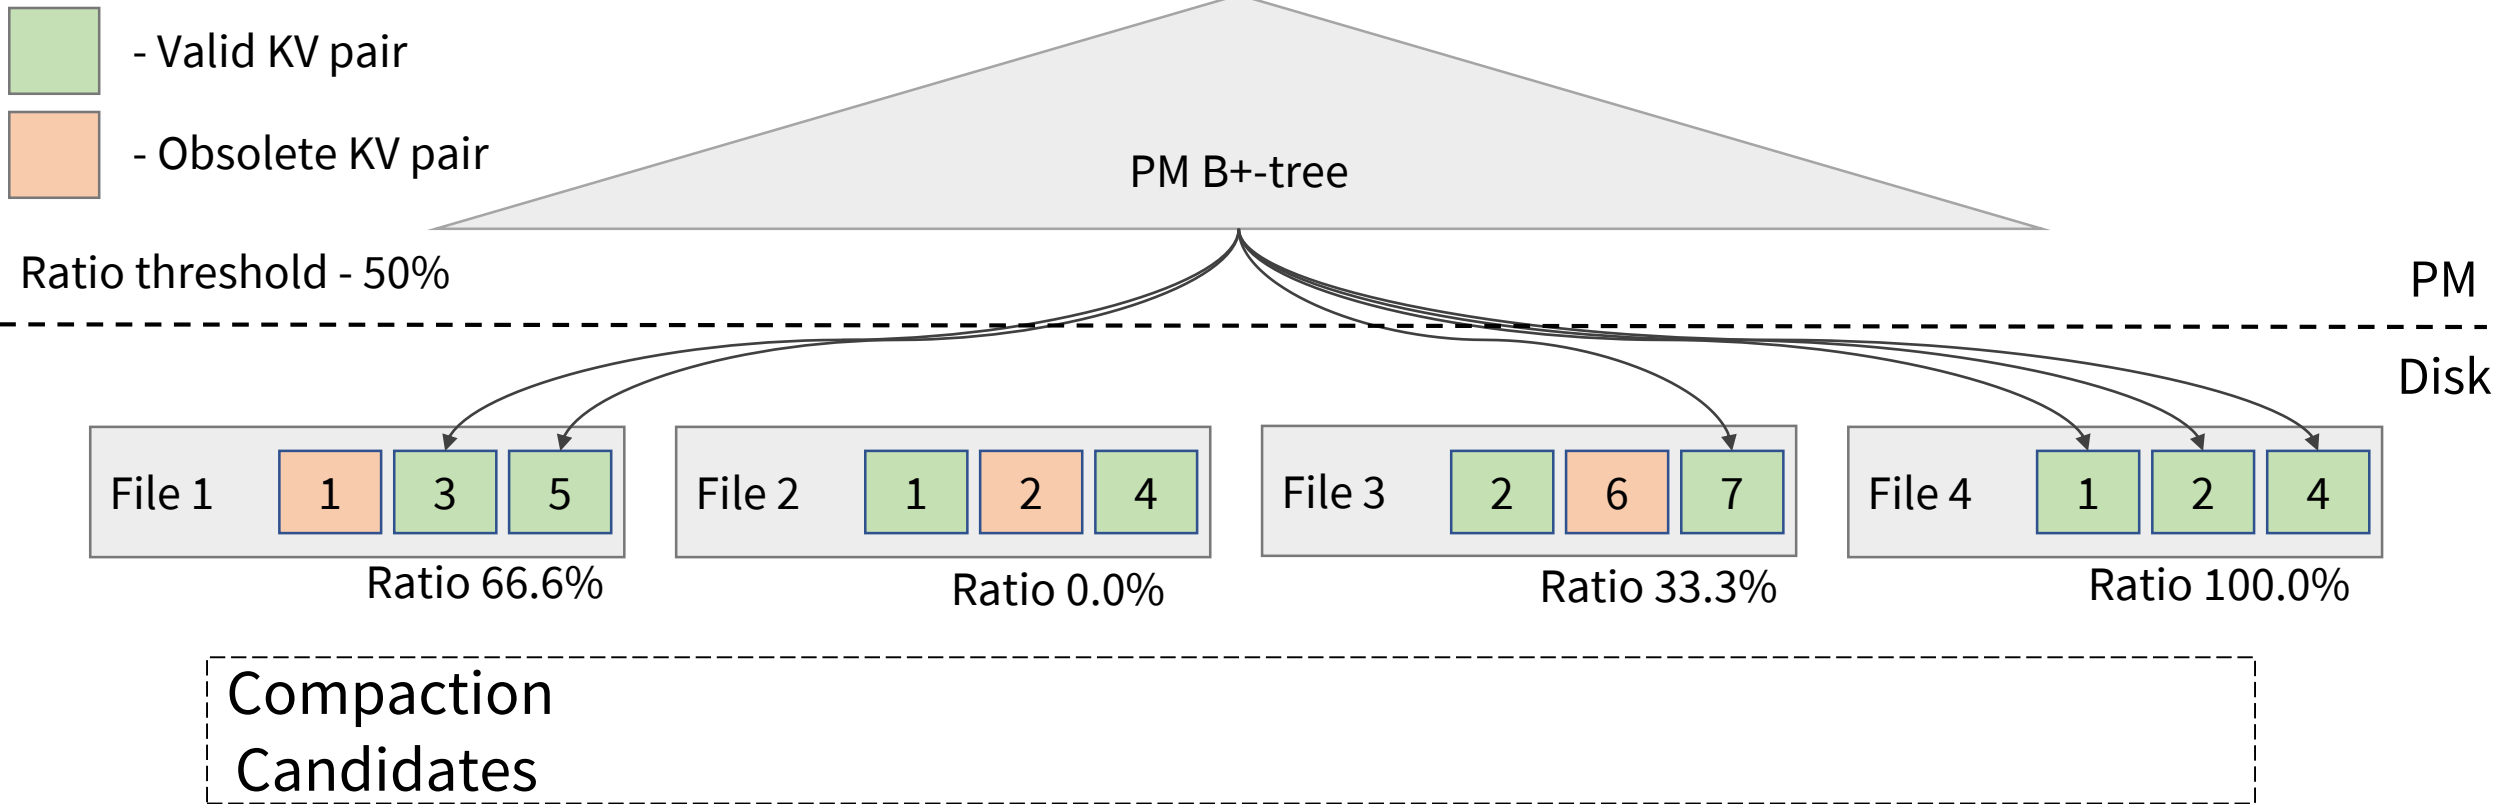 - Valid KV pair
- Obsolete KV pair
PM B+-tree
Ratio threshold - 50%
PM
Disk
File 1 1 3 5
File 2 1 2 4
File 3 2 6 7
File 4 1 2 4
Ratio 66.6%
Ratio 0.0%
Ratio 33.3%
Ratio 100.0%
Compaction
Candidates